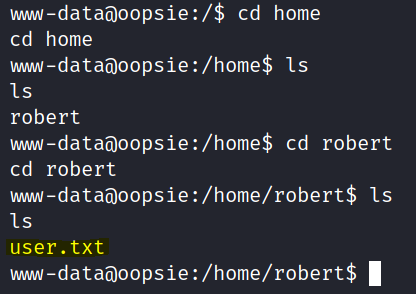 www-data@oopsie:/$ cd home
cd home
www-data@oopsie:/home$ ls
ls
robert
www-data@oopsie:/home$ cd robert
cd robert
www-data@oopsie:/home/robert$ ls
ls
user.txt
www-data@oopsie:/home/robert$